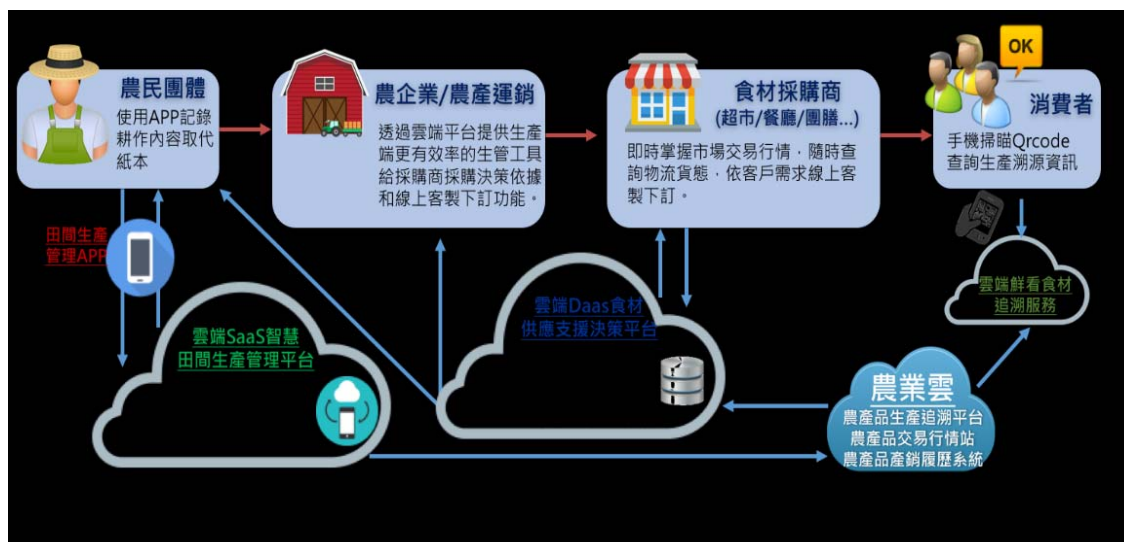 農民團體
使用APP記錄
耕作內容取代
紙本
農企業/農產運銷
透過雲端平台提供生產
端更有效率的生管工具
給採購商採購決策依據
和線上客製下訂功能。
食材採購商
(超市/餐廳/團膳...)
即時掌握市場交易行情，隨時查
詢物流貨態，依客戶需求線上客
製下訂。
OK
消費者
手機掃瞄Qrcode
查詢生產溯源資訊
田間生產
管理APP
雲端SaaS智慧
田間生產管理平台
雲端Daas食材
供應支援決策平台
雲端鮮看食材
追溯服務
農業雲
農產品生產追溯平台
農產品交易行情站
農產品產銷履歷系統